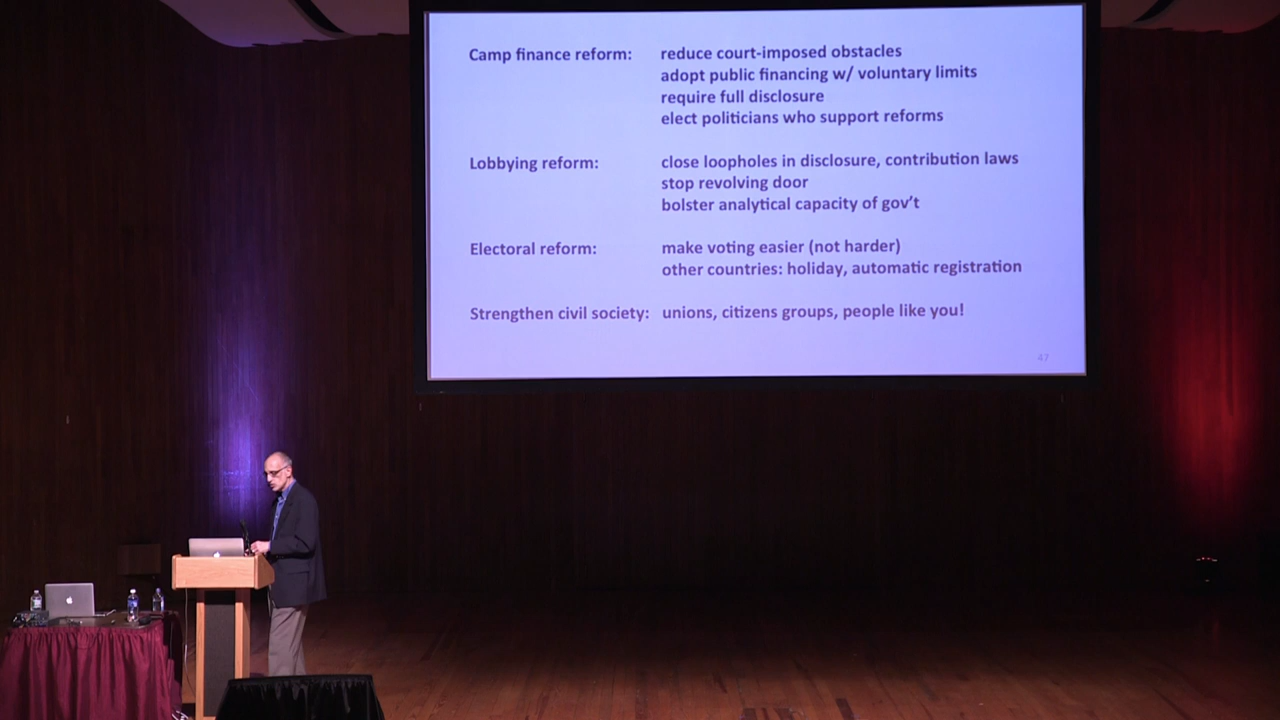 Camp finance reform: reduce court-imposed obstacles
adopt public financing w/ voluntary limits
require full disclosure
elect politicians who support reforms
Lobbying reform: close loopholes in disclosure, contribution laws
stop revolving door
bolster analytical capacity of gov’t
Electoral reform: make voting easier (not harder)
other countries: holiday, automatic registration
Strengthen civil society: unions, citizens groups, people like you!
47